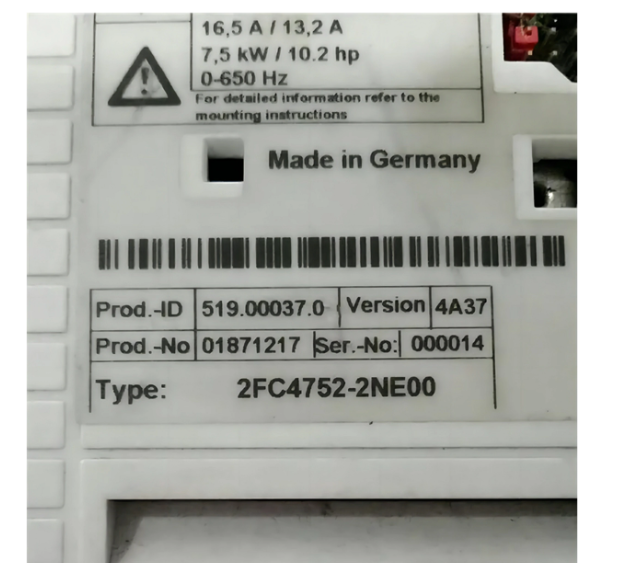 16,5 A / 13,2 A
7,5 kW / 10.2 hp
0-650 Hz
For detailed information refer to the
mounting instructions
Made in Germany
Prod.-ID 519.00037.0 Version 4A37
Prod.-No 01871217 Ser.-No: 000014
Type: 2FC4752-2NE00